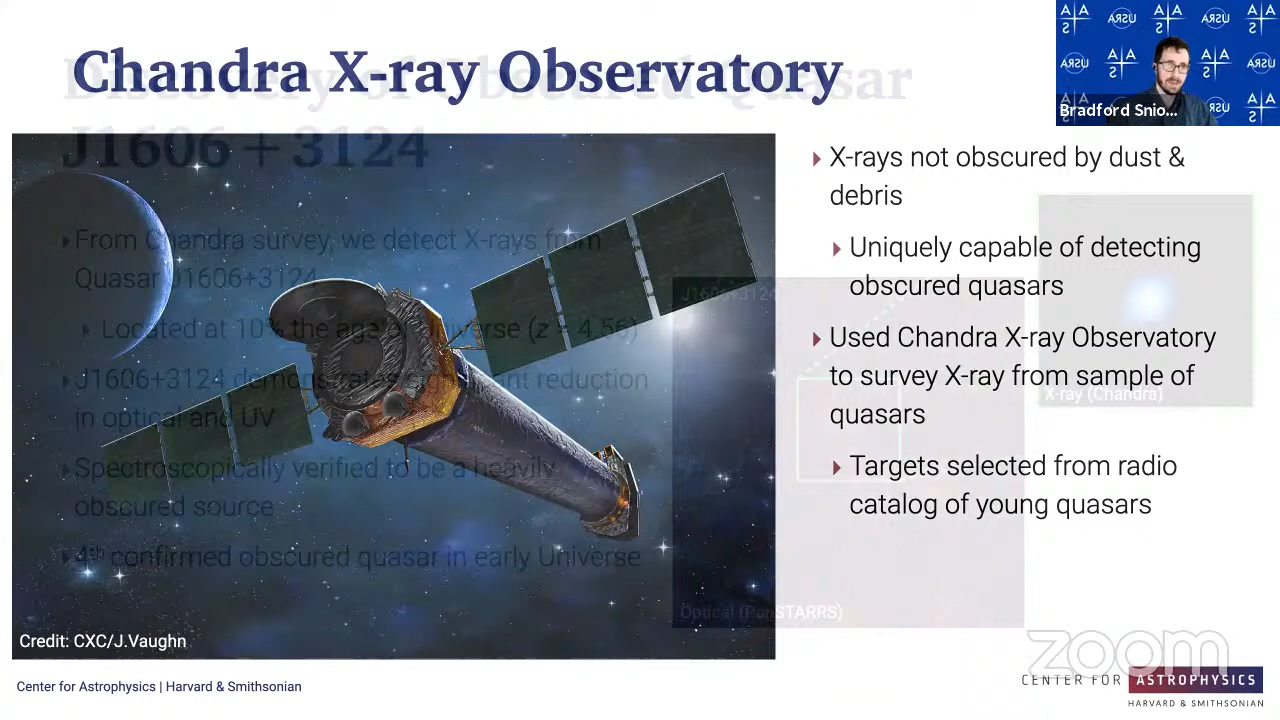 Chandra X-ray Observatory
Discovery of Obscured Quasar
J1606+3124
Bradford Snio...
X-rays not obscured by dust &
debris
Uniquely capable of detecting
obscured quasars
Used Chandra X-ray Observatory
to survey X-ray from sample of
quasars
Targets selected from radio
catalog of young quasars
From Chandra survey, we detect X-rays from
Quasar J1606+3124
Located at 10% the age of Universe (z = 4.56)
J1606+3124 demonstrates significant reduction
in optical and UV
Spectroscopically verified to be a heavily
obscured source
4th confirmed obscured quasar in early Universe
J1606+3124
Optical (PanSTARRS)
X-ray (Chandra)
Credit: CXC/J.Vaughn
Center for Astrophysics | Harvard & Smithsonian
zoom
CENTER FOR ASTROPHYSICS
HARVARD & SMITHSONIAN
AAS
USRA